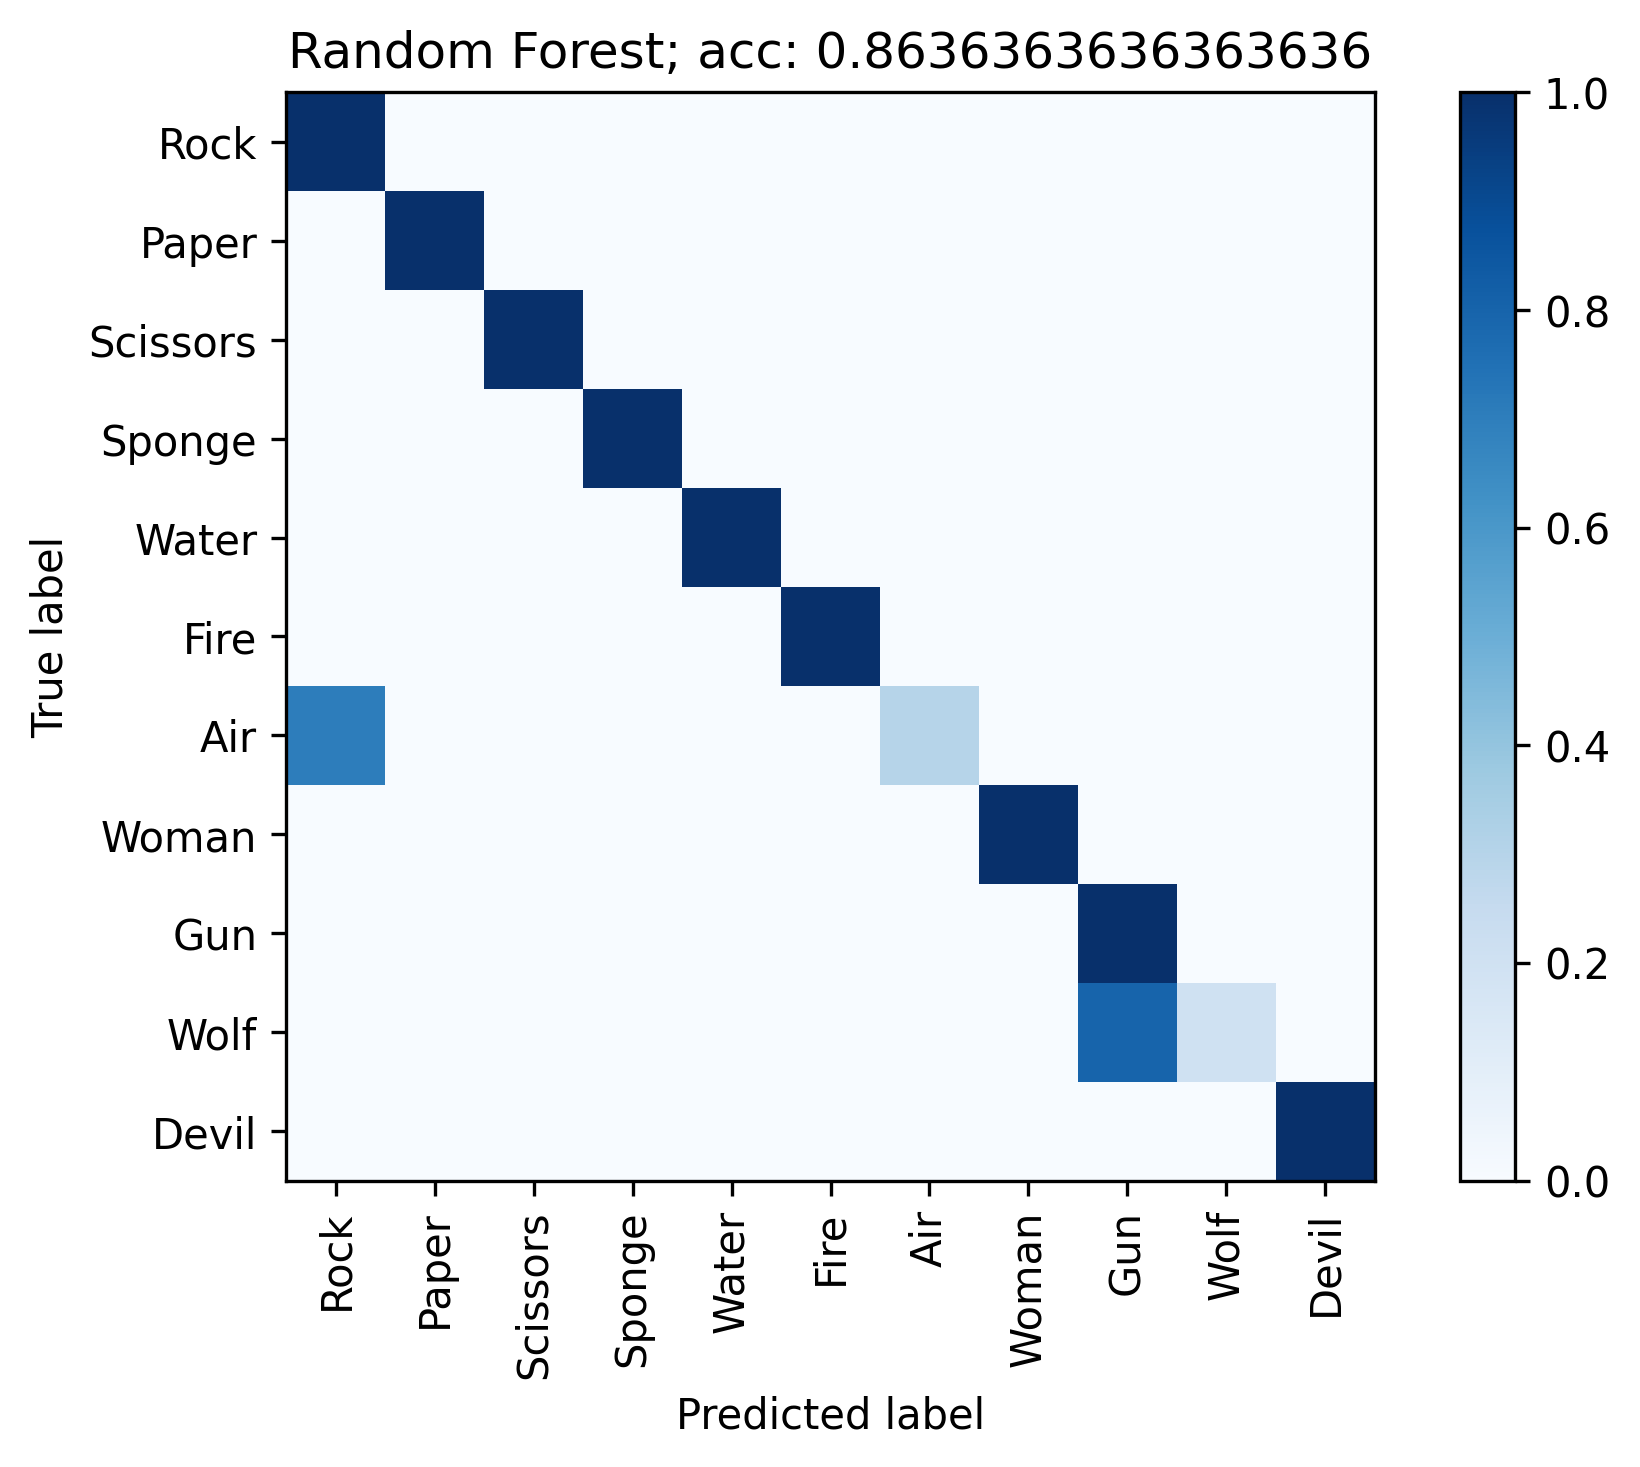 Random Forest; acc: 0.8636363636363636
True label
Rock
Paper
Scissors
Sponge
Water
Fire
Air
Woman
Gun
Wolf
Devil
Rock
Paper
Scissors
Sponge
Water
Fire
Air
Woman
Gun
Wolf
Devil
Predicted label
1.0
0.8
0.6
0.4
0.2
0.0